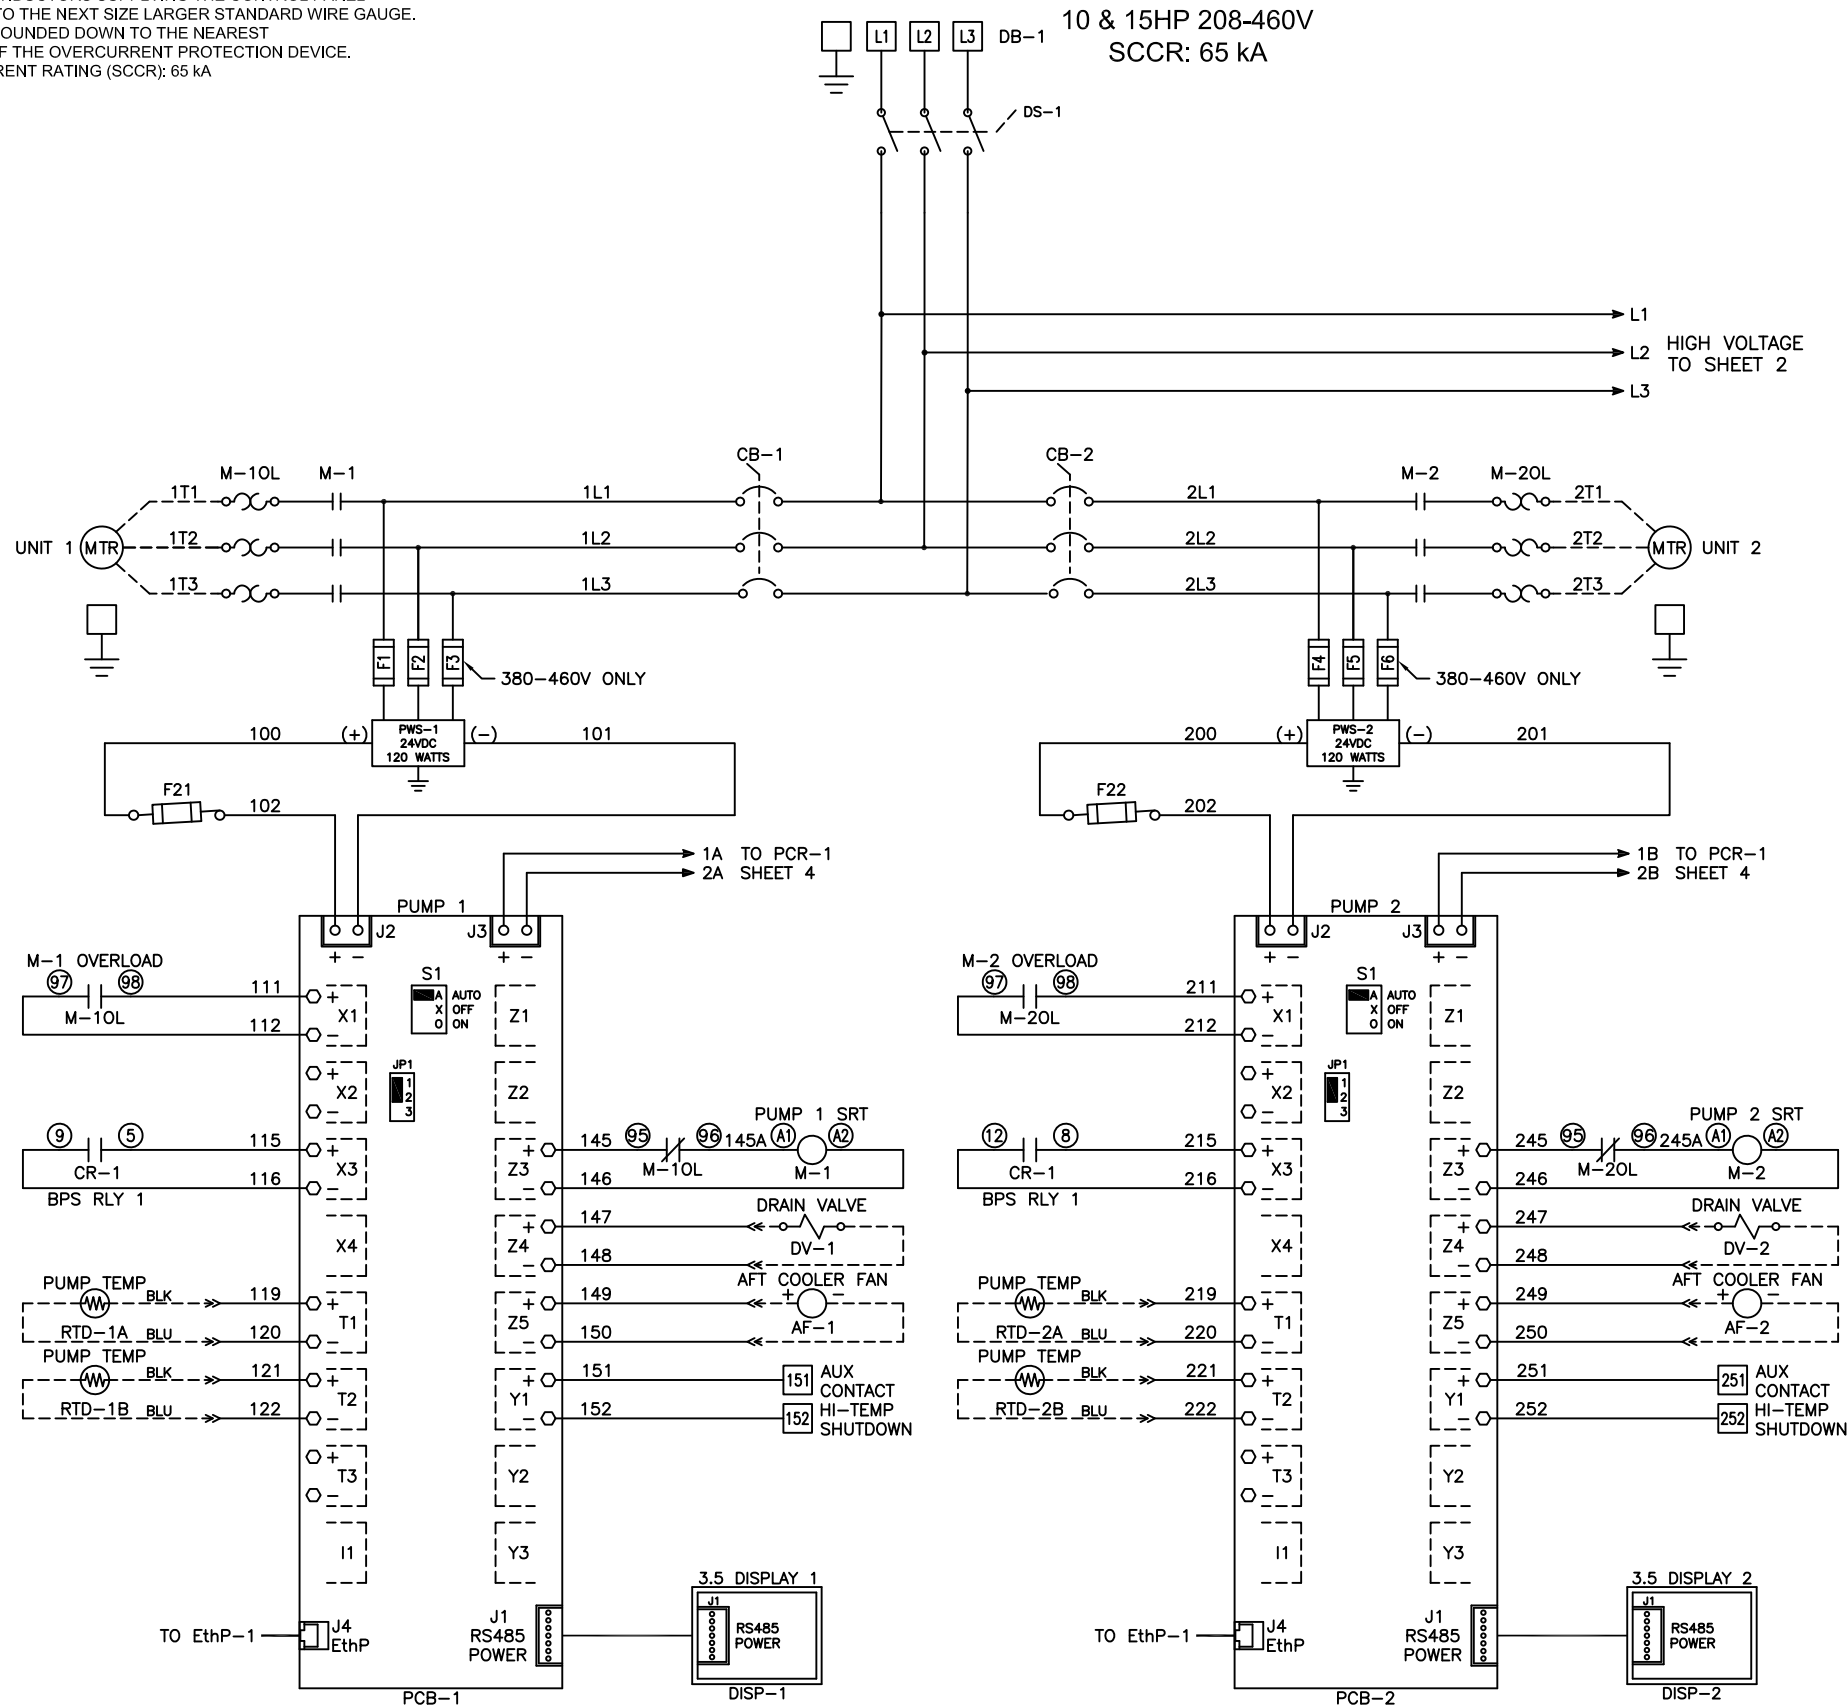 TO THE NEXT SIZE LARGER STANDARD WIRE GAUGE.
OUNDED DOWN TO THE NEAREST
F THE OVERCURRENT PROTECTION DEVICE.
RENT RATING (SCCR): 65 kA
10 & 15HP 208-460V
SCCR: 65 kA
L1 L2 L3 DB-1
DS-1
L1
L2 HIGH VOLTAGE
TO SHEET 2
L3
CB-1 CB-2
M-1OL M-1 M-2 M-2OL
1T1 1L1 2L1 2T1
UNIT 1 MTR 1T2 1L2 2L2 2T2 MTR UNIT 2
1T3 1L3 2L3 2T3
F1 F2 F3 380-460V ONLY
F4 F5 F6 380-460V ONLY
100 (+) PWS-1 (-) 101
24VDC
120 WATTS
200 (+) PWS-2 (-) 201
24VDC
120 WATTS
F21 102
F22 202
1A TO PCR-1
2A SHEET 4
1B TO PCR-1
2B SHEET 4
PUMP 1
J2 J3
+ -
M-1 OVERLOAD
97 98 111 +
M-1OL X1
112 -
S1
A AUTO
X OFF
O ON
Z1
JP1
1
2
3
+
X2
-
Z2
9 5 115 +
CR-1 X3
116 -
BPS RLY 1
PUMP 1 SRT
+ 145 95 96 145A A1 A2
Z3 M-1OL M-1
- 146
X4
DRAIN VALVE
+ 147
Z4 DV-1
- 148
PUMP TEMP
BLK 119 +
T1
RTD-1A BLU 120 -
AFT COOLER FAN
+ 149 + -
Z5 AF-1
- 150
PUMP TEMP
BLK 121 +
T2
RTD-1B BLU 122 -
+ 151 151 AUX
CONTACT
Y1
- 152 152 HI-TEMP
SHUTDOWN
+
T3
-
Y2
I1
Y3
TO EthP-1 J4
EthP
J1
RS485
POWER
3.5 DISPLAY 1
J1
RS485
POWER
DISP-1
PCB-1
PUMP 2
J2 J3
+ -
M-2 OVERLOAD
97 98 211 +
M-2OL X1
212 -
S1
A AUTO
X OFF
O ON
Z1
JP1
1
2
3
+
X2
-
Z2
12 8 215 +
CR-1 X3
216 -
BPS RLY 1
PUMP 2 SRT
+ 245 95 96 245A A1 A2
Z3 M-2OL M-2
- 246
X4
DRAIN VALVE
+ 247
Z4 DV-2
- 248
PUMP TEMP
BLK 219 +
T1
RTD-2A BLU 220 -
AFT COOLER FAN
+ 249 + -
Z5 AF-2
- 250
PUMP TEMP
BLK 221 +
T2
RTD-2B BLU 222 -
+ 251 251 AUX
CONTACT
Y1
- 252 252 HI-TEMP
SHUTDOWN
+
T3
-
Y2
I1
Y3
TO EthP-1 J4
EthP
J1
RS485
POWER
3.5 DISPLAY 2
J1
RS485
POWER
DISP-2
PCB-2